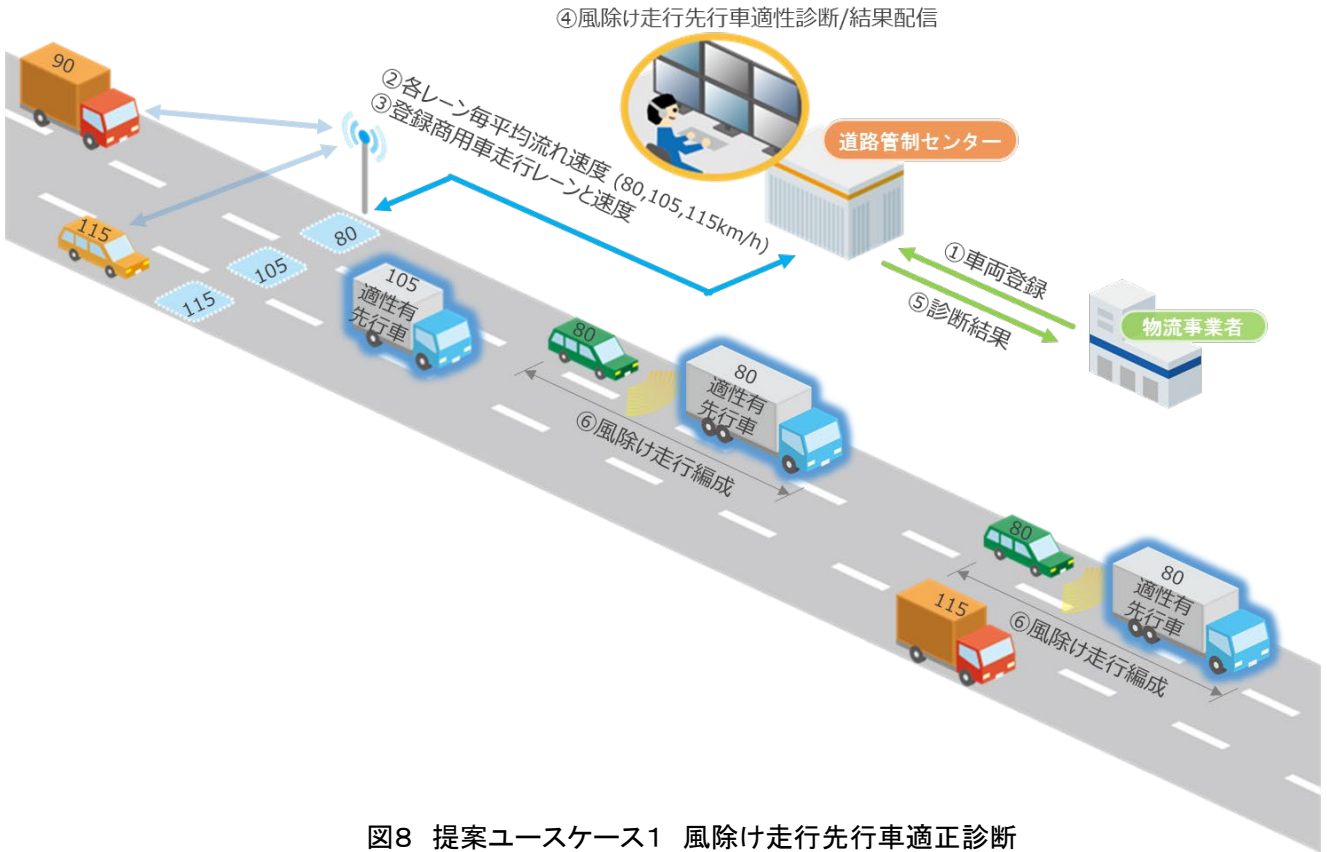 ④風除け走行先行車適性診断/結果配信
90
②各レーン毎平均流れ速度 (80,105,115km/h)
③登録商用車走行レーンと速度
道路管制センター
115
80
105
115
①車両登録
⑤診断結果
物流事業者
105
適性有
先行車
80
80
適性有
先行車
⑥風除け走行編成
80
80
適性有
先行車
115
⑥風除け走行編成
図8 提案ユースケース1 風除け走行先行車適正診断